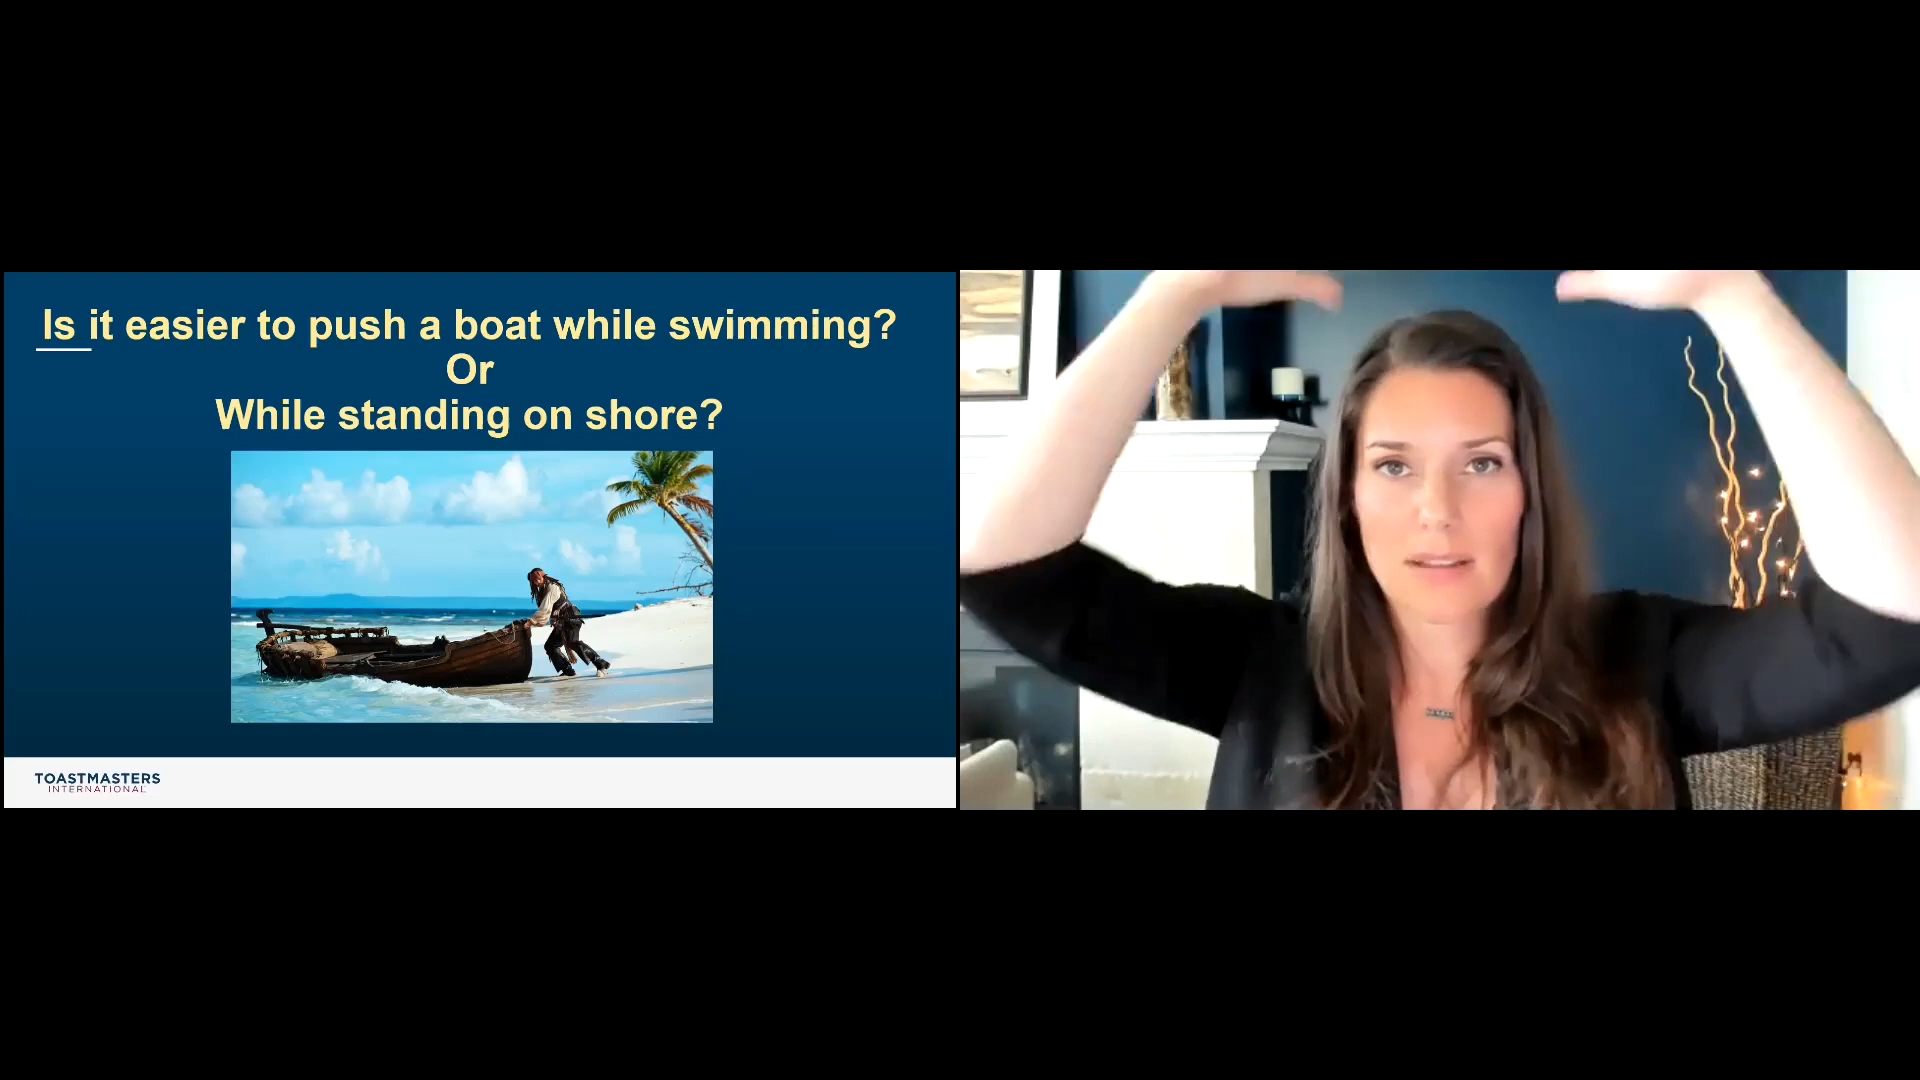 Is it easier to push a boat while swimming?
Or
While standing on shore?
TOASTMASTERS
INTERNATIONAL